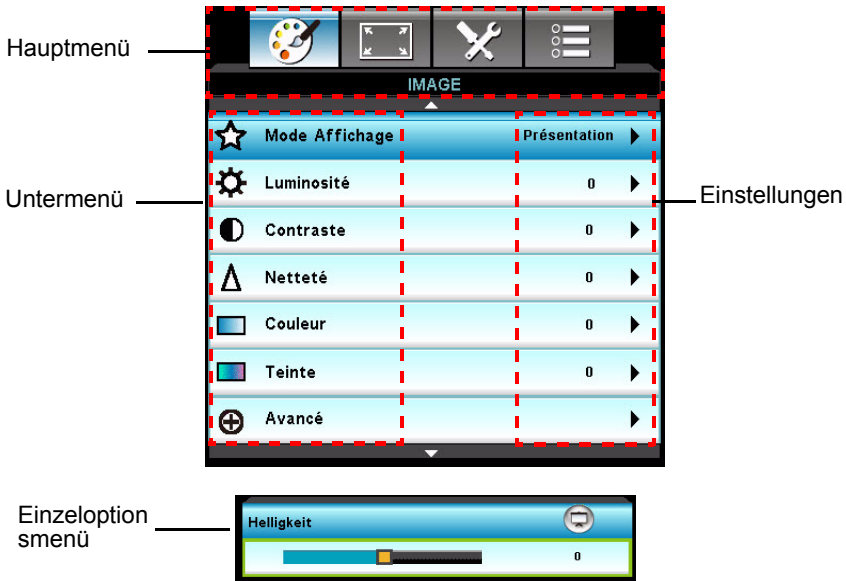 Hauptmenü
IMAGE
Mode Affichage Présentation
Untermenü
Luminosité 0
Einstellungen
Contraste 0
Netteté 0
Couleur 0
Teinte 0
Avancé
Einzeloption
smenü
Helligkeit
0